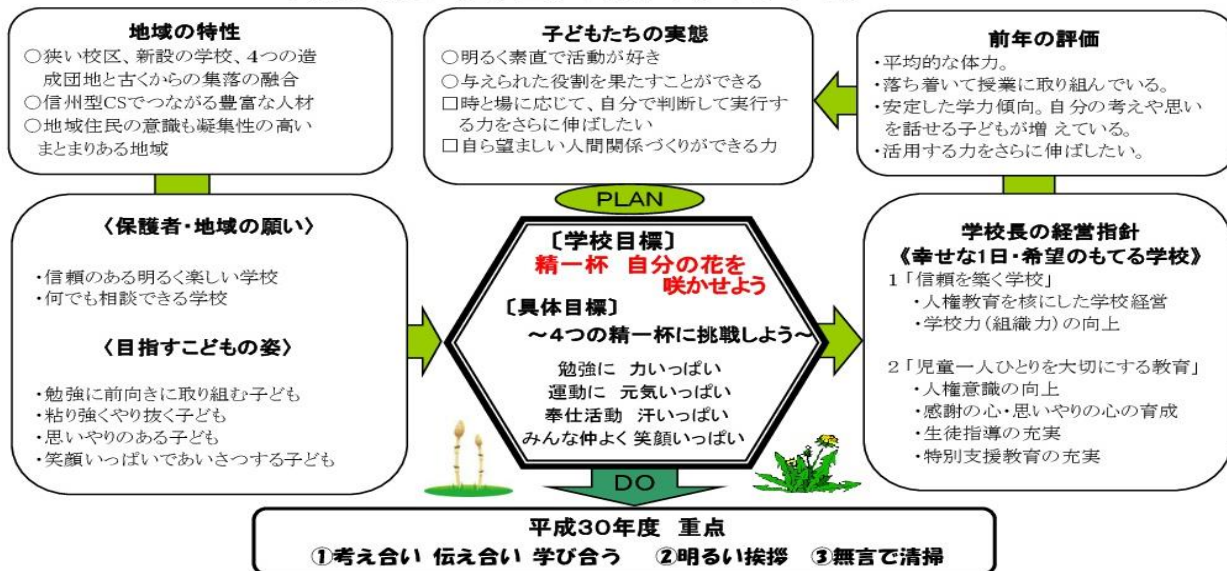 地域の特性
○狭い校区、新設の学校、4つの造
成団地と古くからの集落の融合
○信州型CSでつながる豊富な人材
○地域住民の意識も凝集性の高い
まとまりある地域
子どもたちの実態
○明るく素直で活動が好き
○与えられた役割を果たすことができる
□時と場に応じて、自分で判断して実行す
る力をさらに伸ばしたい
□自ら望ましい人間関係づくりができる力
前年の評価
・平均的な体力。
・落ち着いて授業に取り組んでいる。
・安定した学力傾向。自分の考えや思い
を話せる子どもが増 えている。
・活用する力をさらに伸ばしたい。
PLAN
〈保護者・地域の願い〉
・信頼のある明るく楽しい学校
・何でも相談できる学校
〈目指すこどもの姿〉
・勉強に前向きに取り組む子ども
・粘り強くやり抜く子ども
・思いやりのある子ども
・笑顔いっぱいであいさつする子ども
〔学校目標〕
精一杯 自分の花を
咲かせよう
〔具体目標〕
～4つの精一杯に挑戦しよう～
勉強に 力いっぱい
運動に 元気いっぱい
奉仕活動 汗いっぱい
みんな仲よく 笑顔いっぱい
学校長の経営指針
《幸せな1日・希望のもてる学校》
1 「信頼を築く学校」
・人権教育を核にした学校経営
・学校力(組織力)の向上
2 「児童一人ひとりを大切にする教育」
・人権意識の向上
・感謝の心・思いやりの心の育成
・生徒指導の充実
・特別支援教育の充実
DO
平成30年度 重点
①考え合い 伝え合い 学び合う ②明るい挨拶 ③無言で清掃